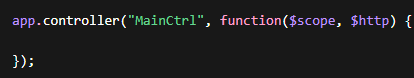 app.controller("MainCtrl", function($scope, $http) {
});